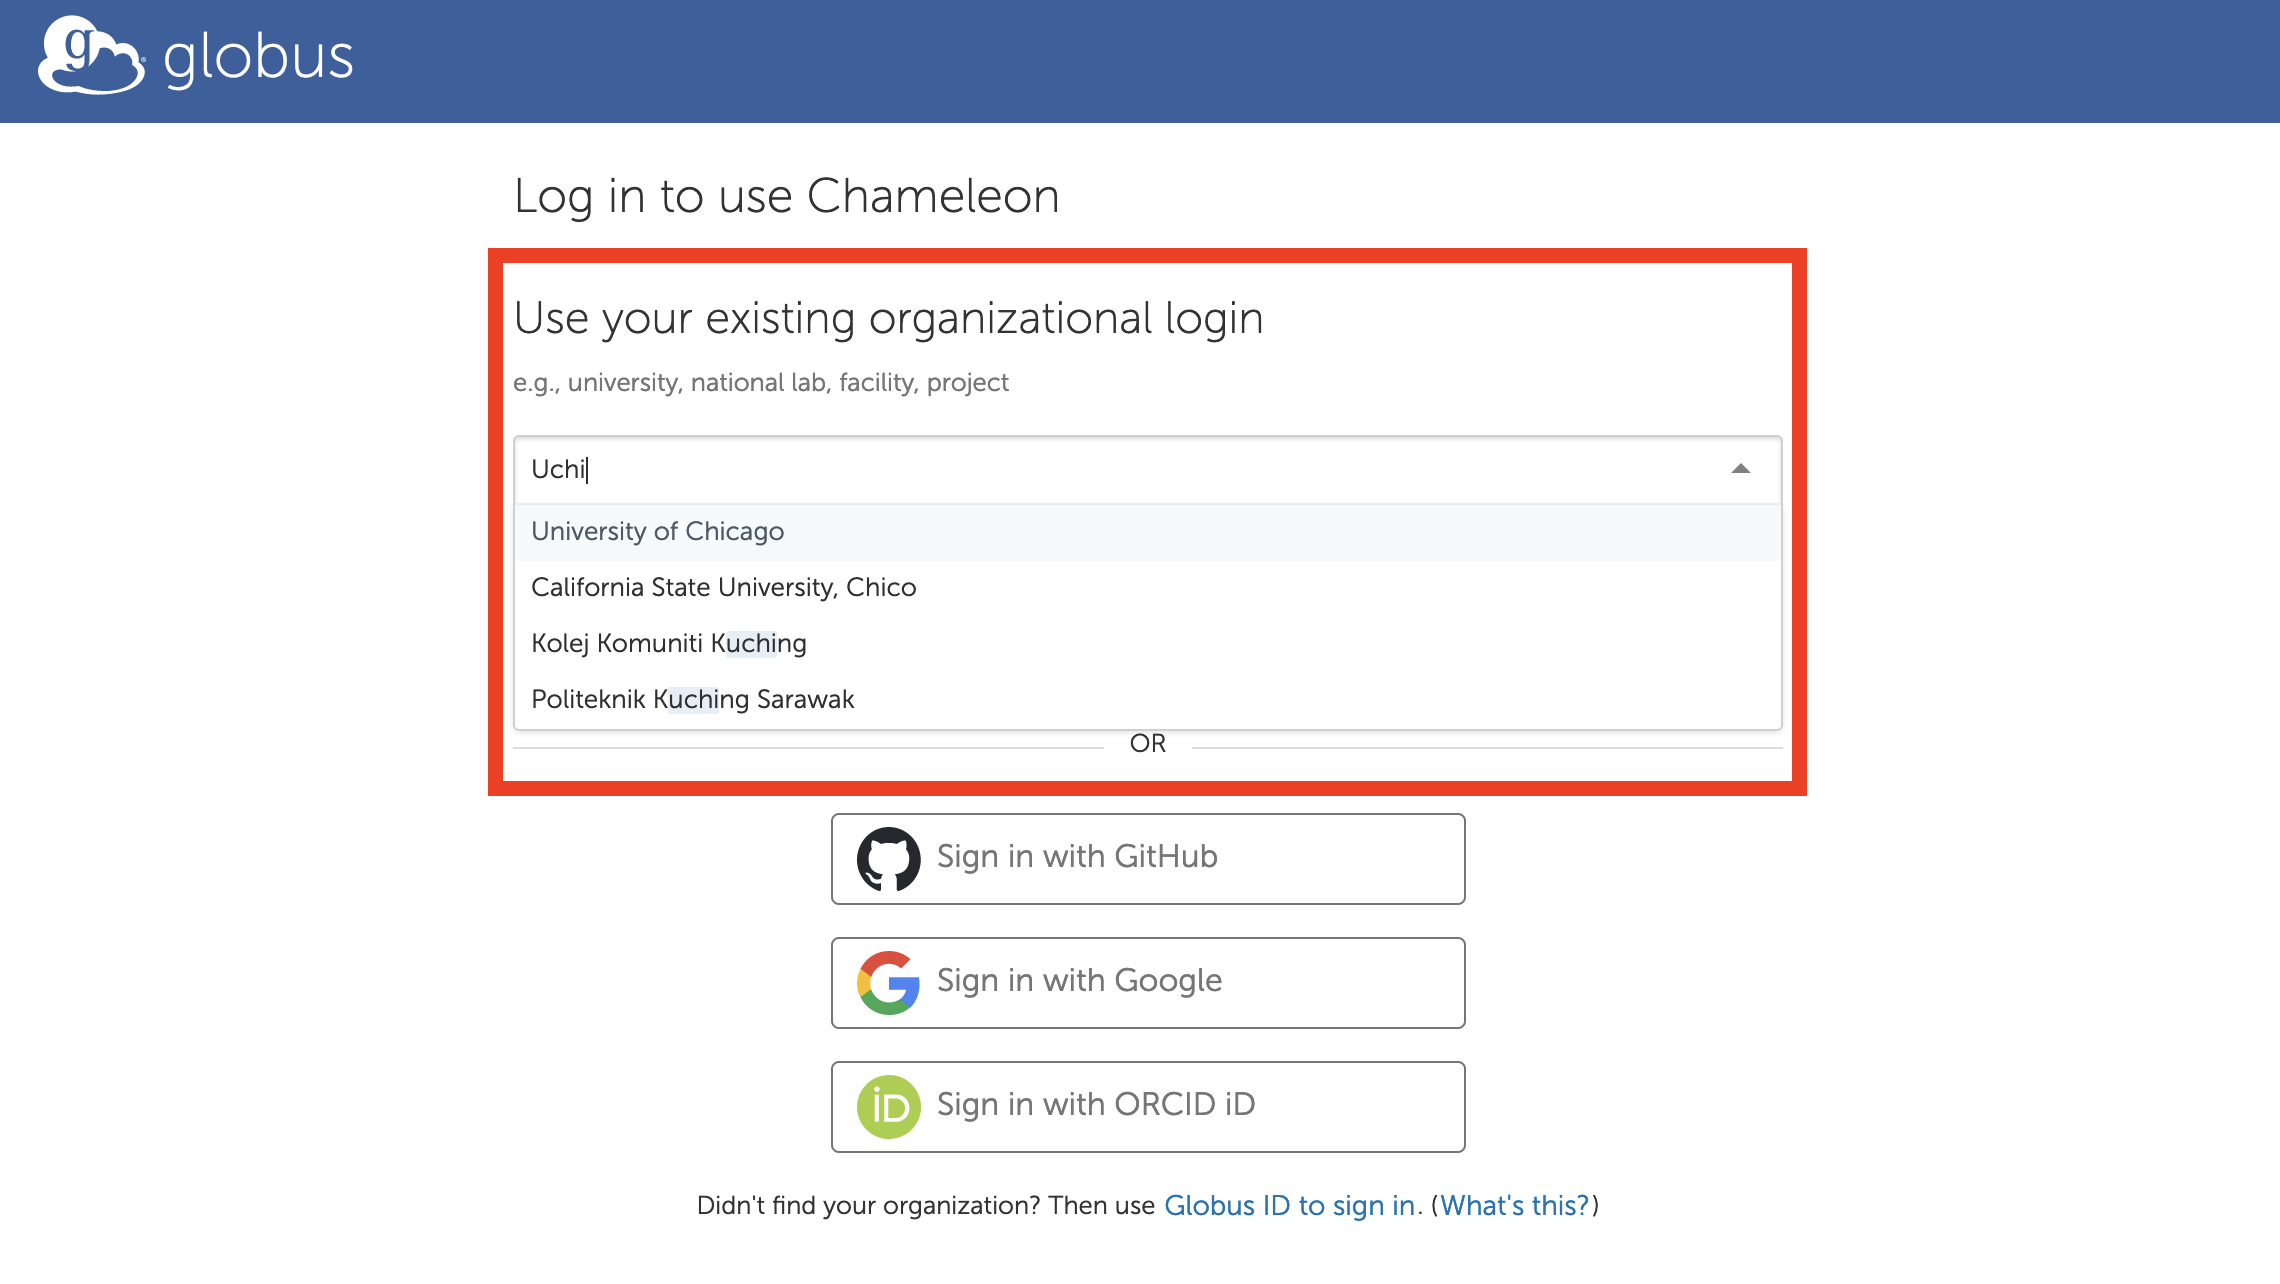 globus
Log in to use Chameleon
Use your existing organizational login
e.g., university, national lab, facility, project
Uchi
University of Chicago
California State University, Chico
Kolej Komuniti Kuching
Politeknik Kuching Sarawak
OR
Sign in with GitHub
Sign in with Google
Sign in with ORCID iD
Didn't find your organization? Then use Globus ID to sign in. (What's this?)